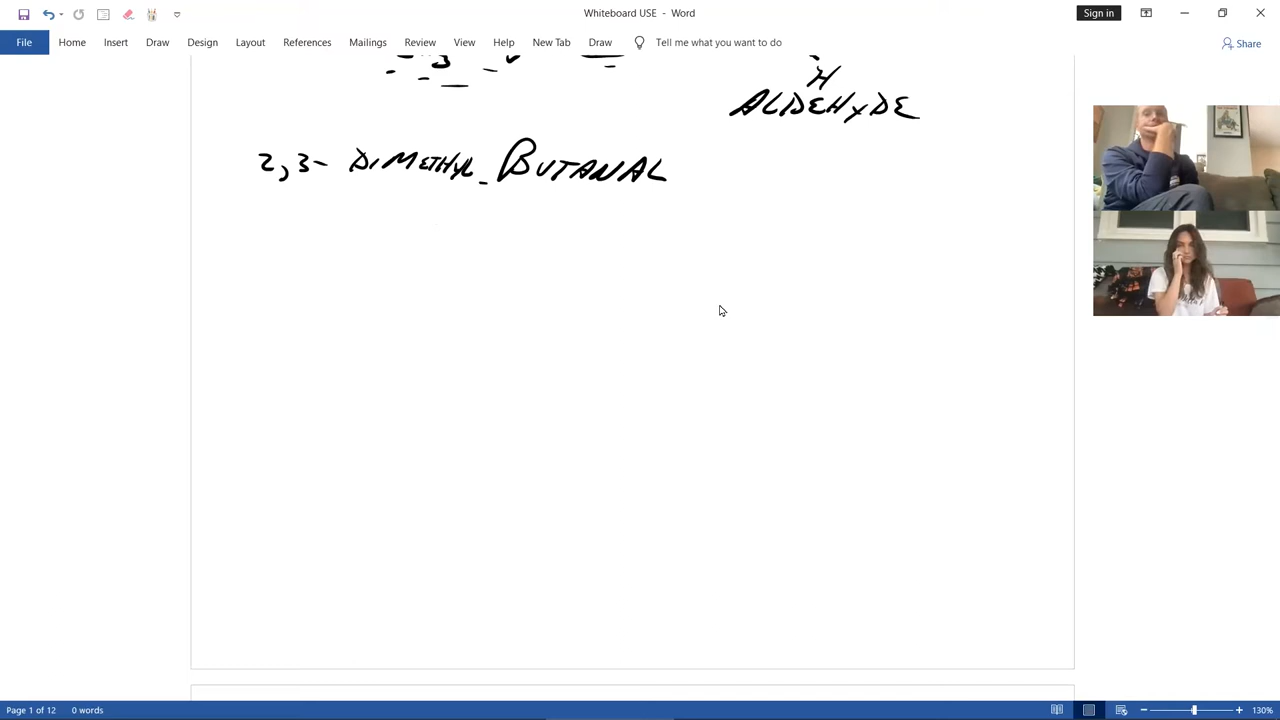 Whiteboard USE - Word
Sign in
File Home Insert Draw Design Layout References Mailings Review View Help New Tab Draw Tell me what you want to do
Share
H
ALDEHYDE
2,3- DIMETHYL-BUTANAL
Page 1 of 12 0 words
130%